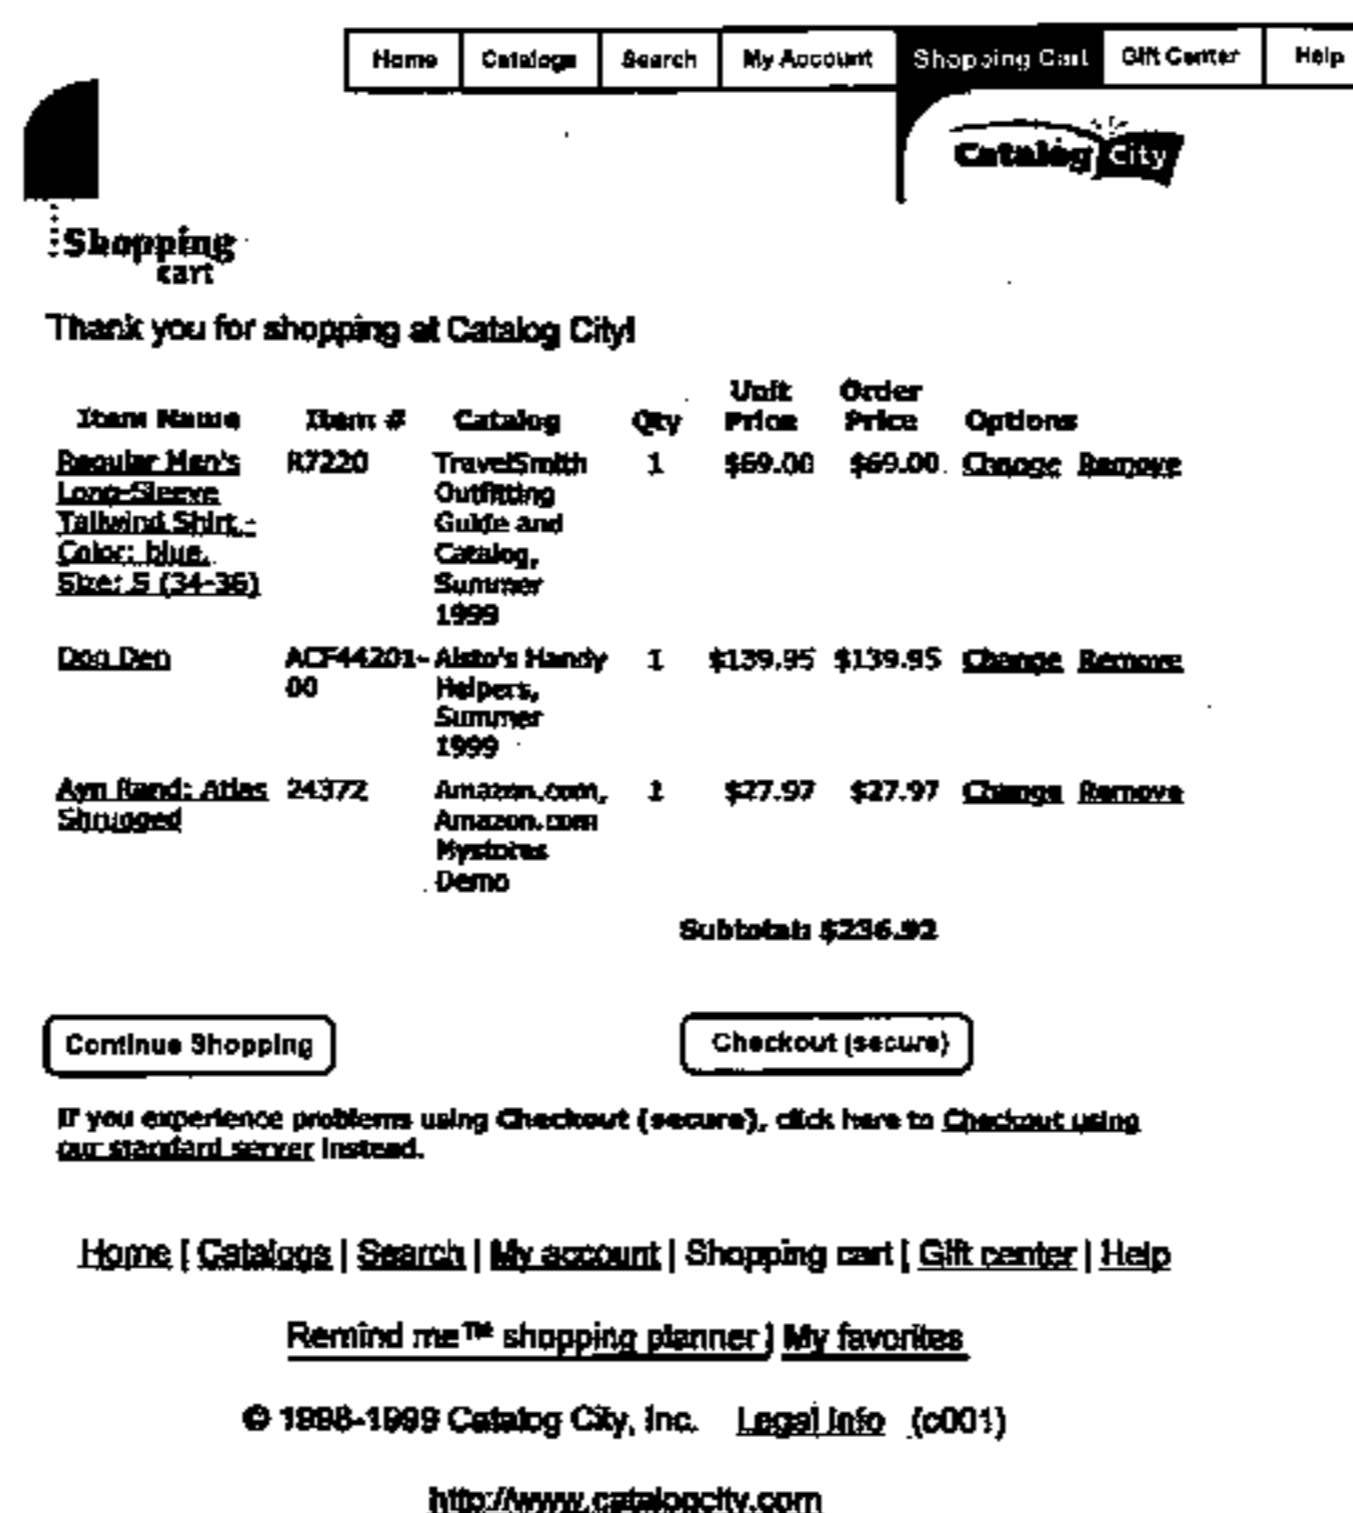 Home Catalogs Search My Account Shopping Cart Gift Center Help
Catalog City
Shopping
cart
Thank you for shopping at Catalog City!
Unit Order
Item Name Item # Catalog Qty Price Price Options
Regular Men's R7220 TravelSmith 1 $69.00 $69.00 Change Remove
Long-Sleeve Outfitting
Tailwind Shirt, - Guide and
Color: blue, Catalog,
Size: S (34-36) Summer
1999
Dog Den ACF44201- Alsto's Handy 1 $139.95 $139.95 Change Remove
00 Helpers,
Summer
1999
Ayn Rand: Atlas 24372 Amazon.com, 1 $27.97 $27.97 Change Remove
Shrugged Amazon.com
Mystores
Demo
Subtotal: $236.92
Continue Shopping Checkout (secure)
If you experience problems using Checkout (secure), click here to Checkout using
our standard server instead.
Home | Catalogs | Search | My account | Shopping cart | Gift center | Help
Remind me™ shopping planner | My favorites
© 1998-1999 Catalog City, Inc. Legal Info (c001)
http://www.catalogcity.com